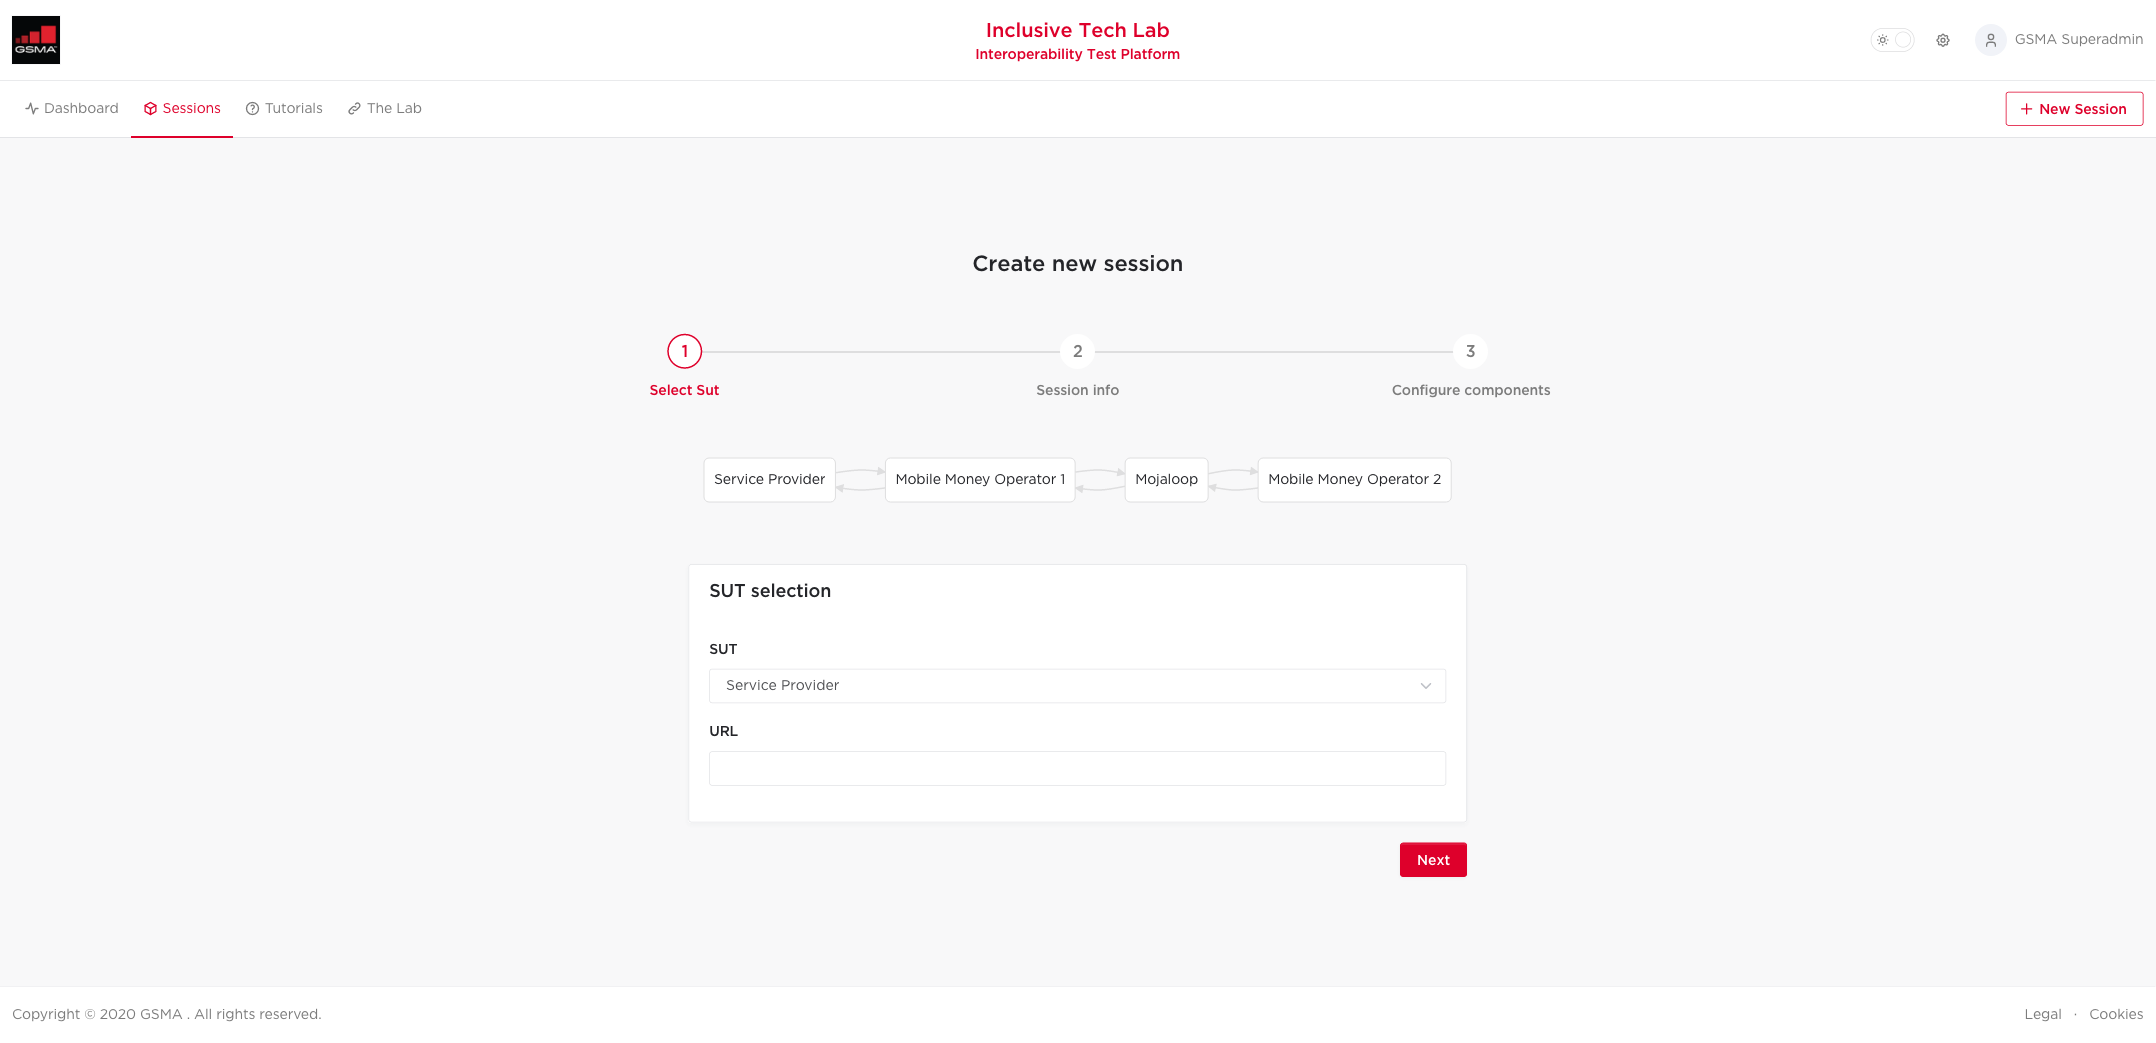 GSMA
Inclusive Tech Lab
Interoperability Test Platform
GSMA Superadmin
Dashboard
Sessions
Tutorials
The Lab
New Session
Create new session
1
2
3
Select Sut
Session info
Configure components
Service Provider
Mobile Money Operator 1
Mojaloop
Mobile Money Operator 2
SUT selection
SUT
Service Provider
URL
Next
Copyright © 2020 GSMA . All rights reserved.
Legal · Cookies